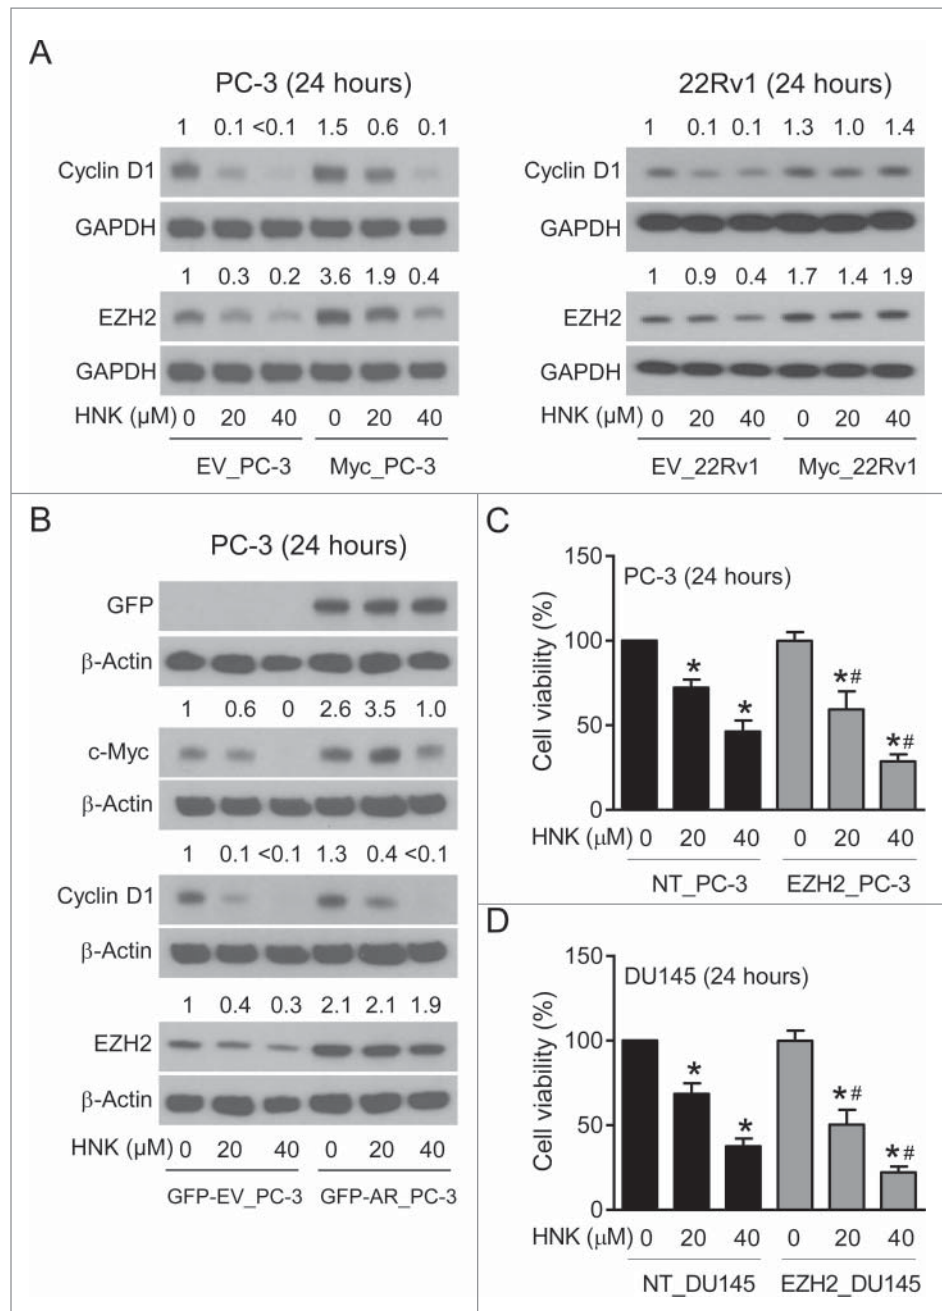 A
PC-3 (24 hours)
1 0.1 <0.1 1.5 0.6 0.1
Cyclin D1
GAPDH
1 0.3 0.2 3.6 1.9 0.4
EZH2
GAPDH
HNK (μM) 0 20 40 0 20 40
EV_PC-3 Myc_PC-3
22Rv1 (24 hours)
1 0.1 0.1 1.3 1.0 1.4
Cyclin D1
GAPDH
1 0.9 0.4 1.7 1.4 1.9
EZH2
GAPDH
0 20 40 0 20 40
EV_22Rv1 Myc_22Rv1
B
PC-3 (24 hours)
GFP
β-Actin
1 0.6 0 2.6 3.5 1.0
c-Myc
β-Actin
1 0.1 <0.1 1.3 0.4 <0.1
Cyclin D1
β-Actin
1 0.4 0.3 2.1 2.1 1.9
EZH2
β-Actin
HNK (μM) 0 20 40 0 20 40
GFP-EV_PC-3 GFP-AR_PC-3
C
PC-3 (24 hours)
Cell viability (%)
150
100
50
0
* * *# *#
HNK (μM) 0 20 40 0 20 40
NT_PC-3 EZH2_PC-3
D
DU145 (24 hours)
Cell viability (%)
150
100
50
0
* * *# *#
HNK (μM) 0 20 40 0 20 40
NT_DU145 EZH2_DU145